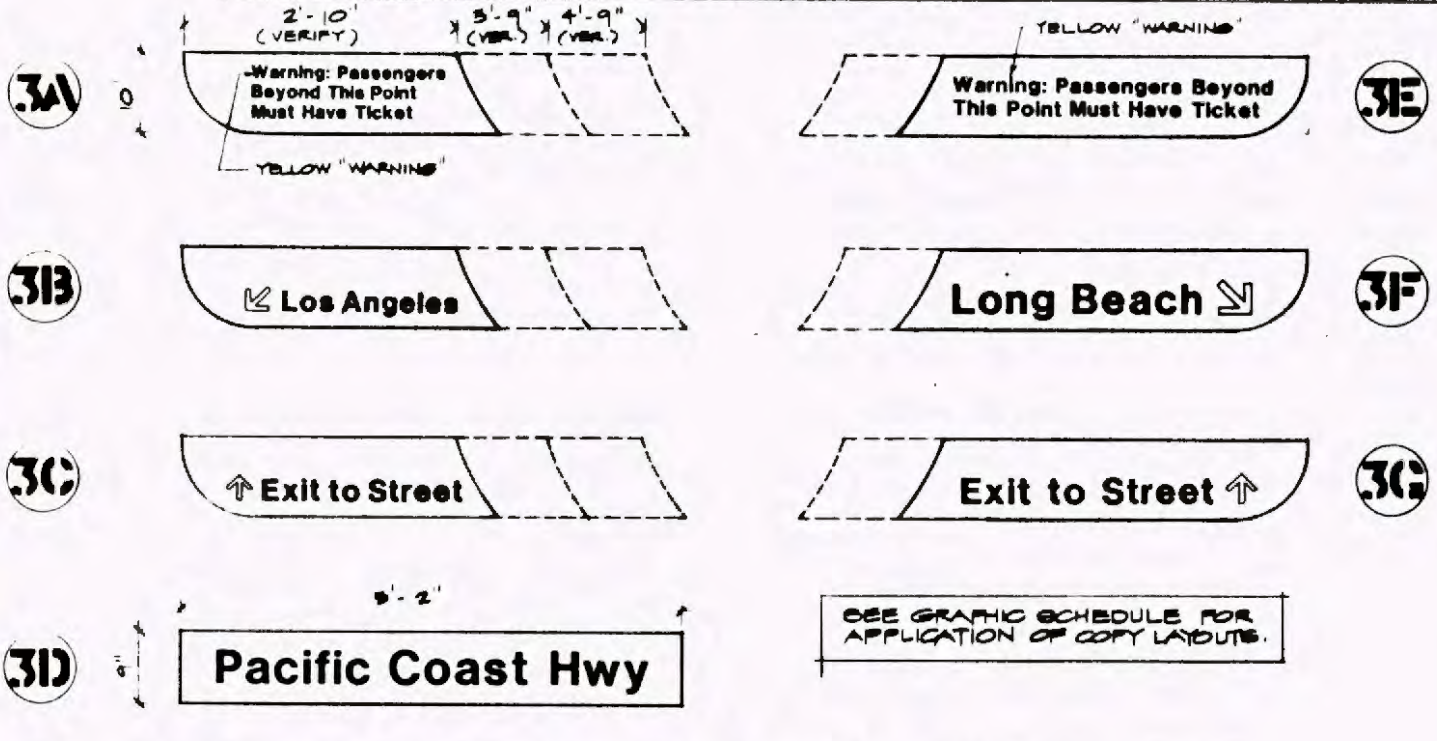 2'-10"
(VERIFY)
3'-9"
(VER.)
4'-9"
(VER.)
YELLOW "WARNING"
3A
Warning: Passengers
Beyond This Point
Must Have Ticket
YELLOW "WARNING"
Warning: Passengers Beyond
This Point Must Have Ticket
3E
3B
Los Angeles
Long Beach
3F
3C
Exit to Street
Exit to Street
3G
3D
Pacific Coast Hwy
SEE GRAPHIC SCHEDULE FOR
APPLICATION OF COPY LAYOUTS.